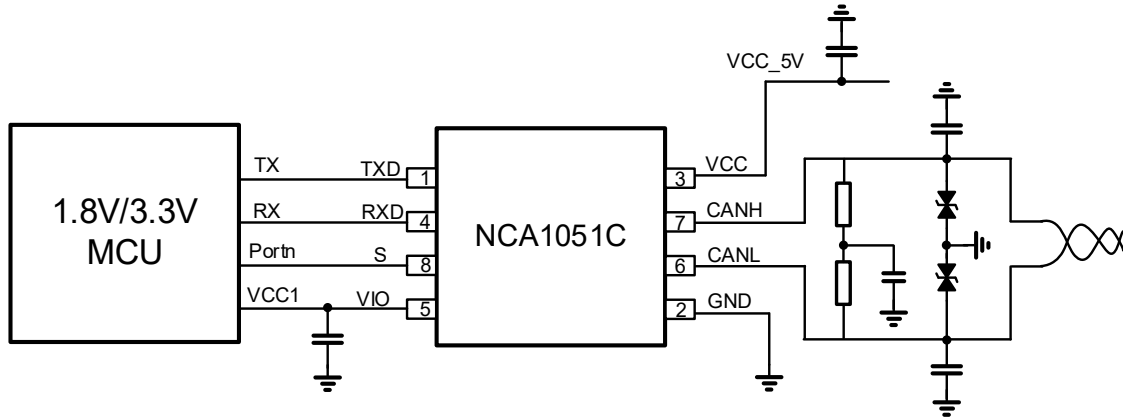 VCC_5V
1.8V/3.3V
MCU
TX
TXD
1
RX
RXD
4
Portn
S
8
VCC1
VIO
5
NCA1051C
3
VCC
7
CANH
6
CANL
2
GND